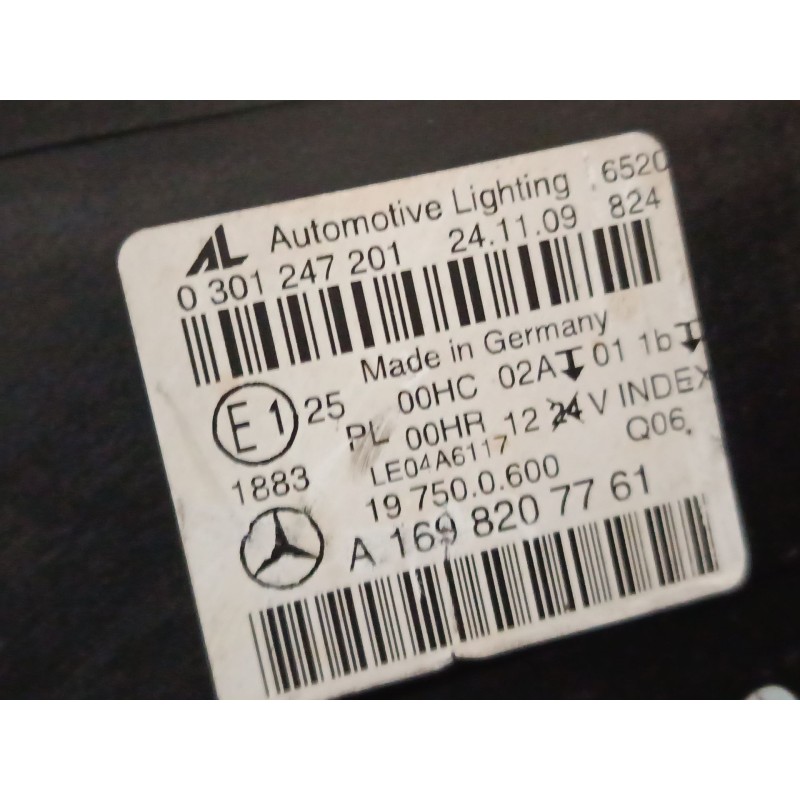 AL Automotive Lighting 6520
0 301 247 201 24.11.09 824
Made in Germany
E1 25 00HC 02A 01 1b
PL 00HR 12 24 V INDEX
1883 LE04A6117 Q06
19 750.0.600
A 169 820 77 61